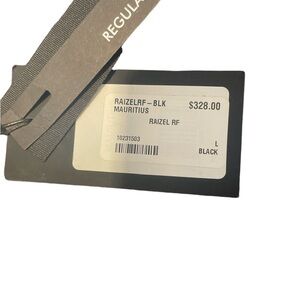 REGULA
RAIZELRF-BLK $328.00
MAURITIUS
RAIZEL RF
10231503
L
BLACK